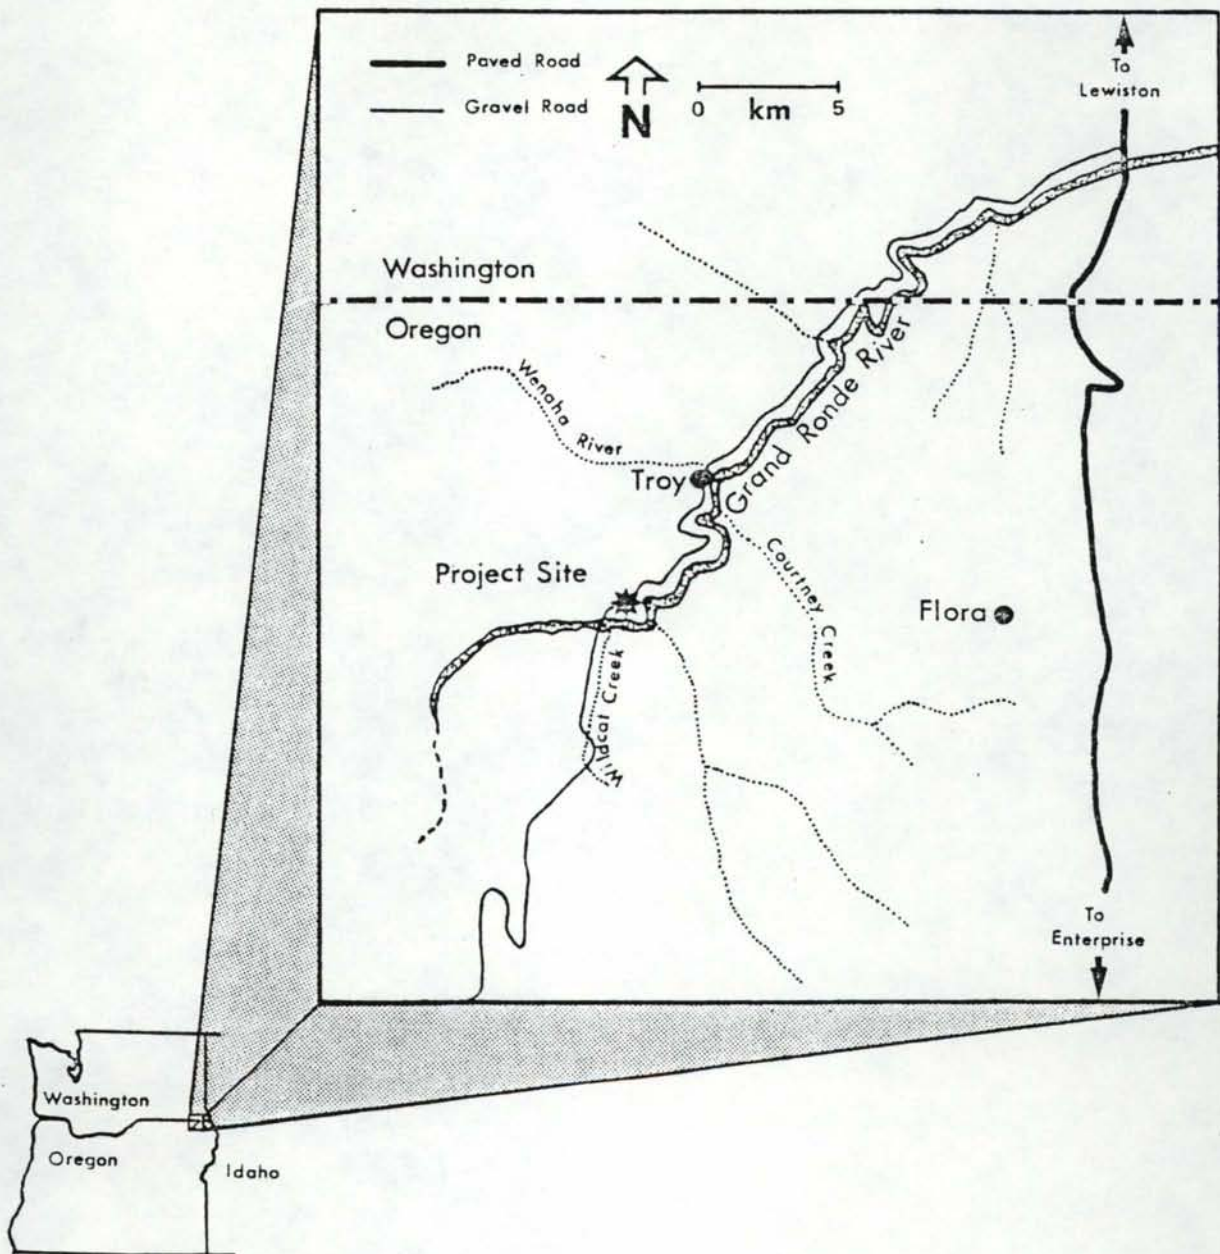 Paved Road
Gravel Road
N
0 km 5
To
Lewiston
Washington
Oregon
Wenaha River
Troy
Grand Ronde River
Project Site
Courtney Creek
Flora
Wildcat Creek
To
Enterprise
Washington
Oregon
Idaho